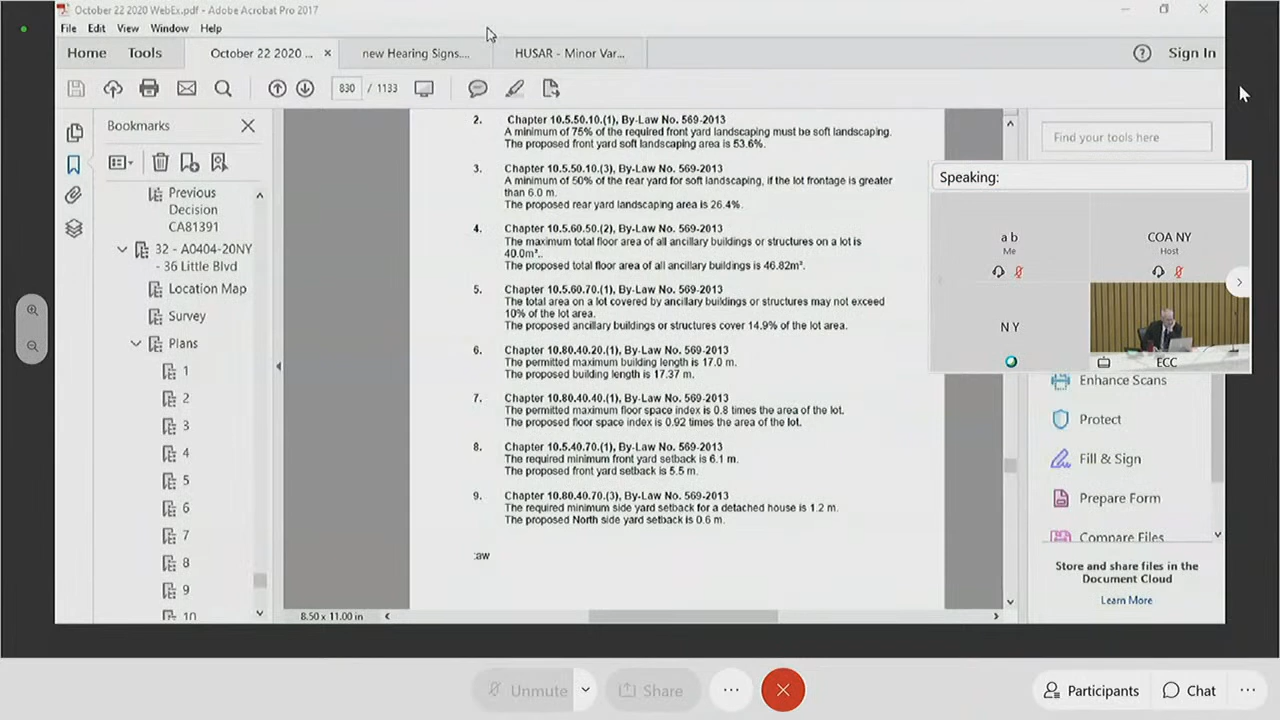 October 22 2020 WebEx.pdf - Adobe Acrobat Pro 2017
File Edit View Window Help
Home Tools October 22 2020 ... × new Hearing Signs.... HUSAR - Minor Var... Sign In
830 / 1133
Bookmarks
Previous
Decision
CA81391
32 - A0404-20NY
- 36 Little Blvd
Location Map
Survey
Plans
1
2
3
4
5
6
7
8
9
10
2. Chapter 10.5.50.10.(1), By-Law No. 569-2013
A minimum of 75% of the required front yard landscaping must be soft landscaping.
The proposed front yard soft landscaping area is 53.6%.
3. Chapter 10.5.50.10.(3), By-Law No. 569-2013
A minimum of 50% of the rear yard for soft landscaping, if the lot frontage is greater
than 6.0 m.
The proposed rear yard landscaping area is 26.4%.
4. Chapter 10.5.60.50.(2), By-Law No. 569-2013
The maximum total floor area of all ancillary buildings or structures on a lot is
40.0m²..
The proposed total floor area of all ancillary buildings is 46.82m².
5. Chapter 10.5.60.70.(1), By-Law No. 569-2013
The total area on a lot covered by ancillary buildings or structures may not exceed
10% of the lot area.
The proposed ancillary buildings or structures cover 14.9% of the lot area.
6. Chapter 10.80.40.20.(1), By-Law No. 569-2013
The permitted maximum building length is 17.0 m.
The proposed building length is 17.37 m.
7. Chapter 10.80.40.40.(1), By-Law No. 569-2013
The permitted maximum floor space index is 0.8 times the area of the lot.
The proposed floor space index is 0.92 times the area of the lot.
8. Chapter 10.5.40.70.(1), By-Law No. 569-2013
The required minimum front yard setback is 6.1 m.
The proposed front yard setback is 5.5 m.
9. Chapter 10.80.40.70.(3), By-Law No. 569-2013
The required minimum side yard setback for a detached house is 1.2 m.
The proposed North side yard setback is 0.6 m.
:aw
8.50 x 11.00 in
Find your tools here
Speaking:
a b
Me
COA NY
Host
N Y
ECC
Enhance Scans
Protect
Fill & Sign
Prepare Form
Compare Files
Store and share files in the
Document Cloud
Learn More
Unmute Share ... Participants Chat ...